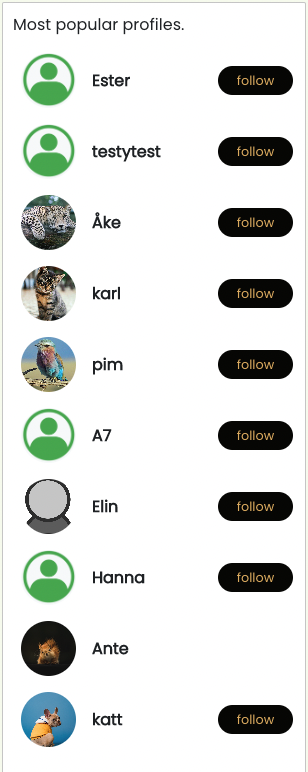 Most popular profiles.
Ester follow
testytest follow
Åke follow
karl follow
pim follow
A7 follow
Elin follow
Hanna follow
Ante
katt follow